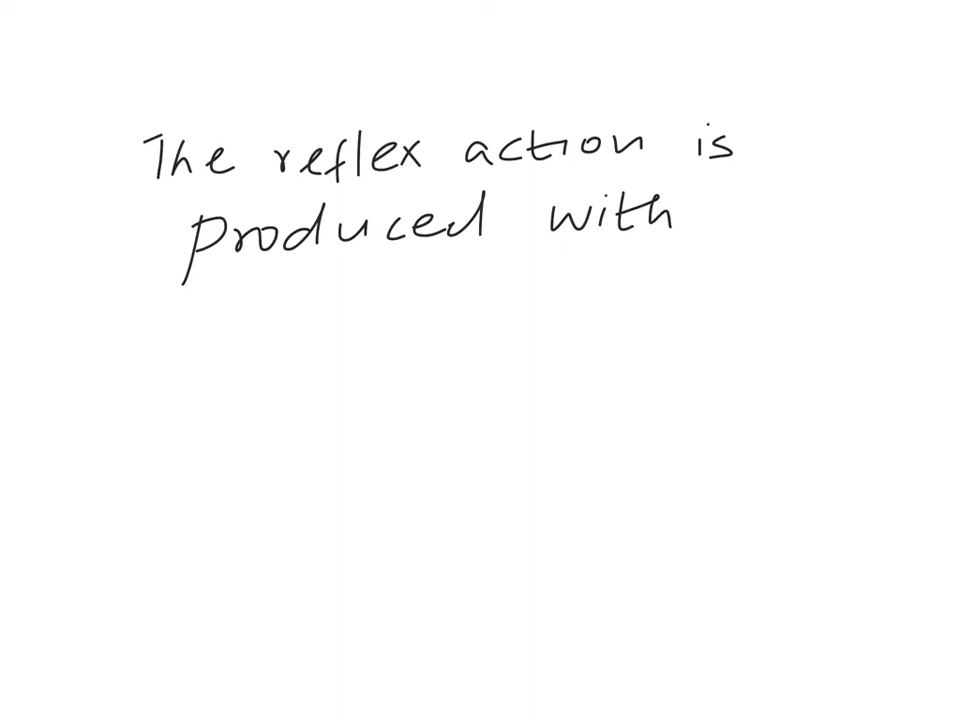 The reflex action is
produced with